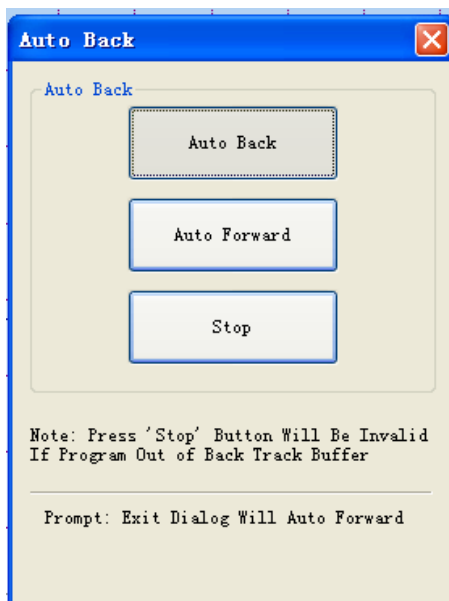 Auto Back
Auto Back
Auto Back
Auto Forward
Stop
Note: Press 'Stop' Button Will Be Invalid
If Program Out of Back Track Buffer
Prompt: Exit Dialog Will Auto Forward